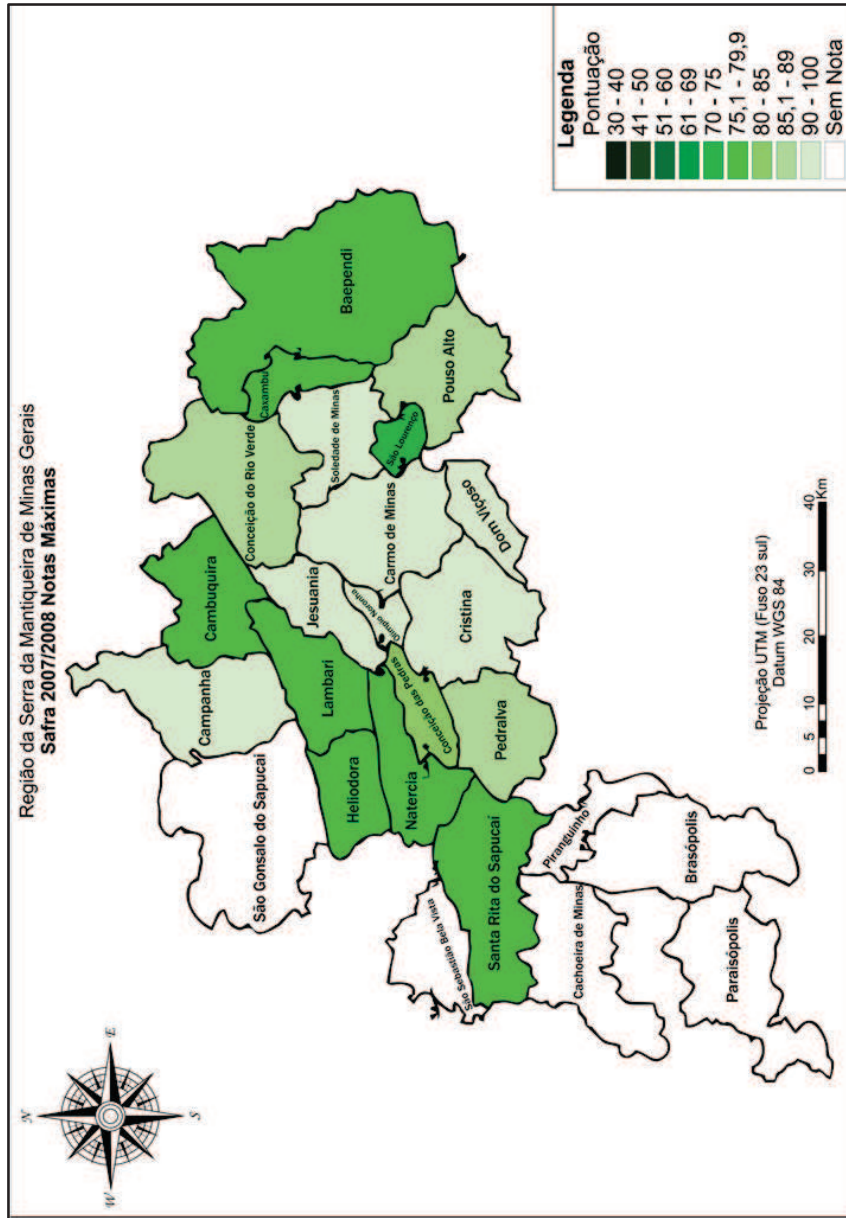 Região da Serra da Mantiqueira de Minas Gerais
Safra 2007/2008 Notas Máximas
N
E
S
W
Campanha
Cambuquira
São Gonsalo do Sapucai
Conceição do Rio Verde
Caxambu
Baependi
Lambari
Jesuania
Soledade de Minas
Heliodora
Natercia
Olimpio Noronha
Carmo de Minas
São Lourenço
Pouso Alto
Conceição das Pedras
Cristina
Dom Viçoso
São Sebastião Bela Vista
Santa Rita do Sapucaí
Pedralva
Piranguinho
Cachoeira de Minas
Brasópolis
Paraisópolis
0 5 10 20 30 40
Km
Projeção UTM (Fuso 23 sul)
Datum WGS 84
Legenda
Pontuação
30 - 40
41 - 50
51 - 60
61 - 69
70 - 75
75,1 - 79,9
80 - 85
85,1 - 89
90 - 100
Sem Nota